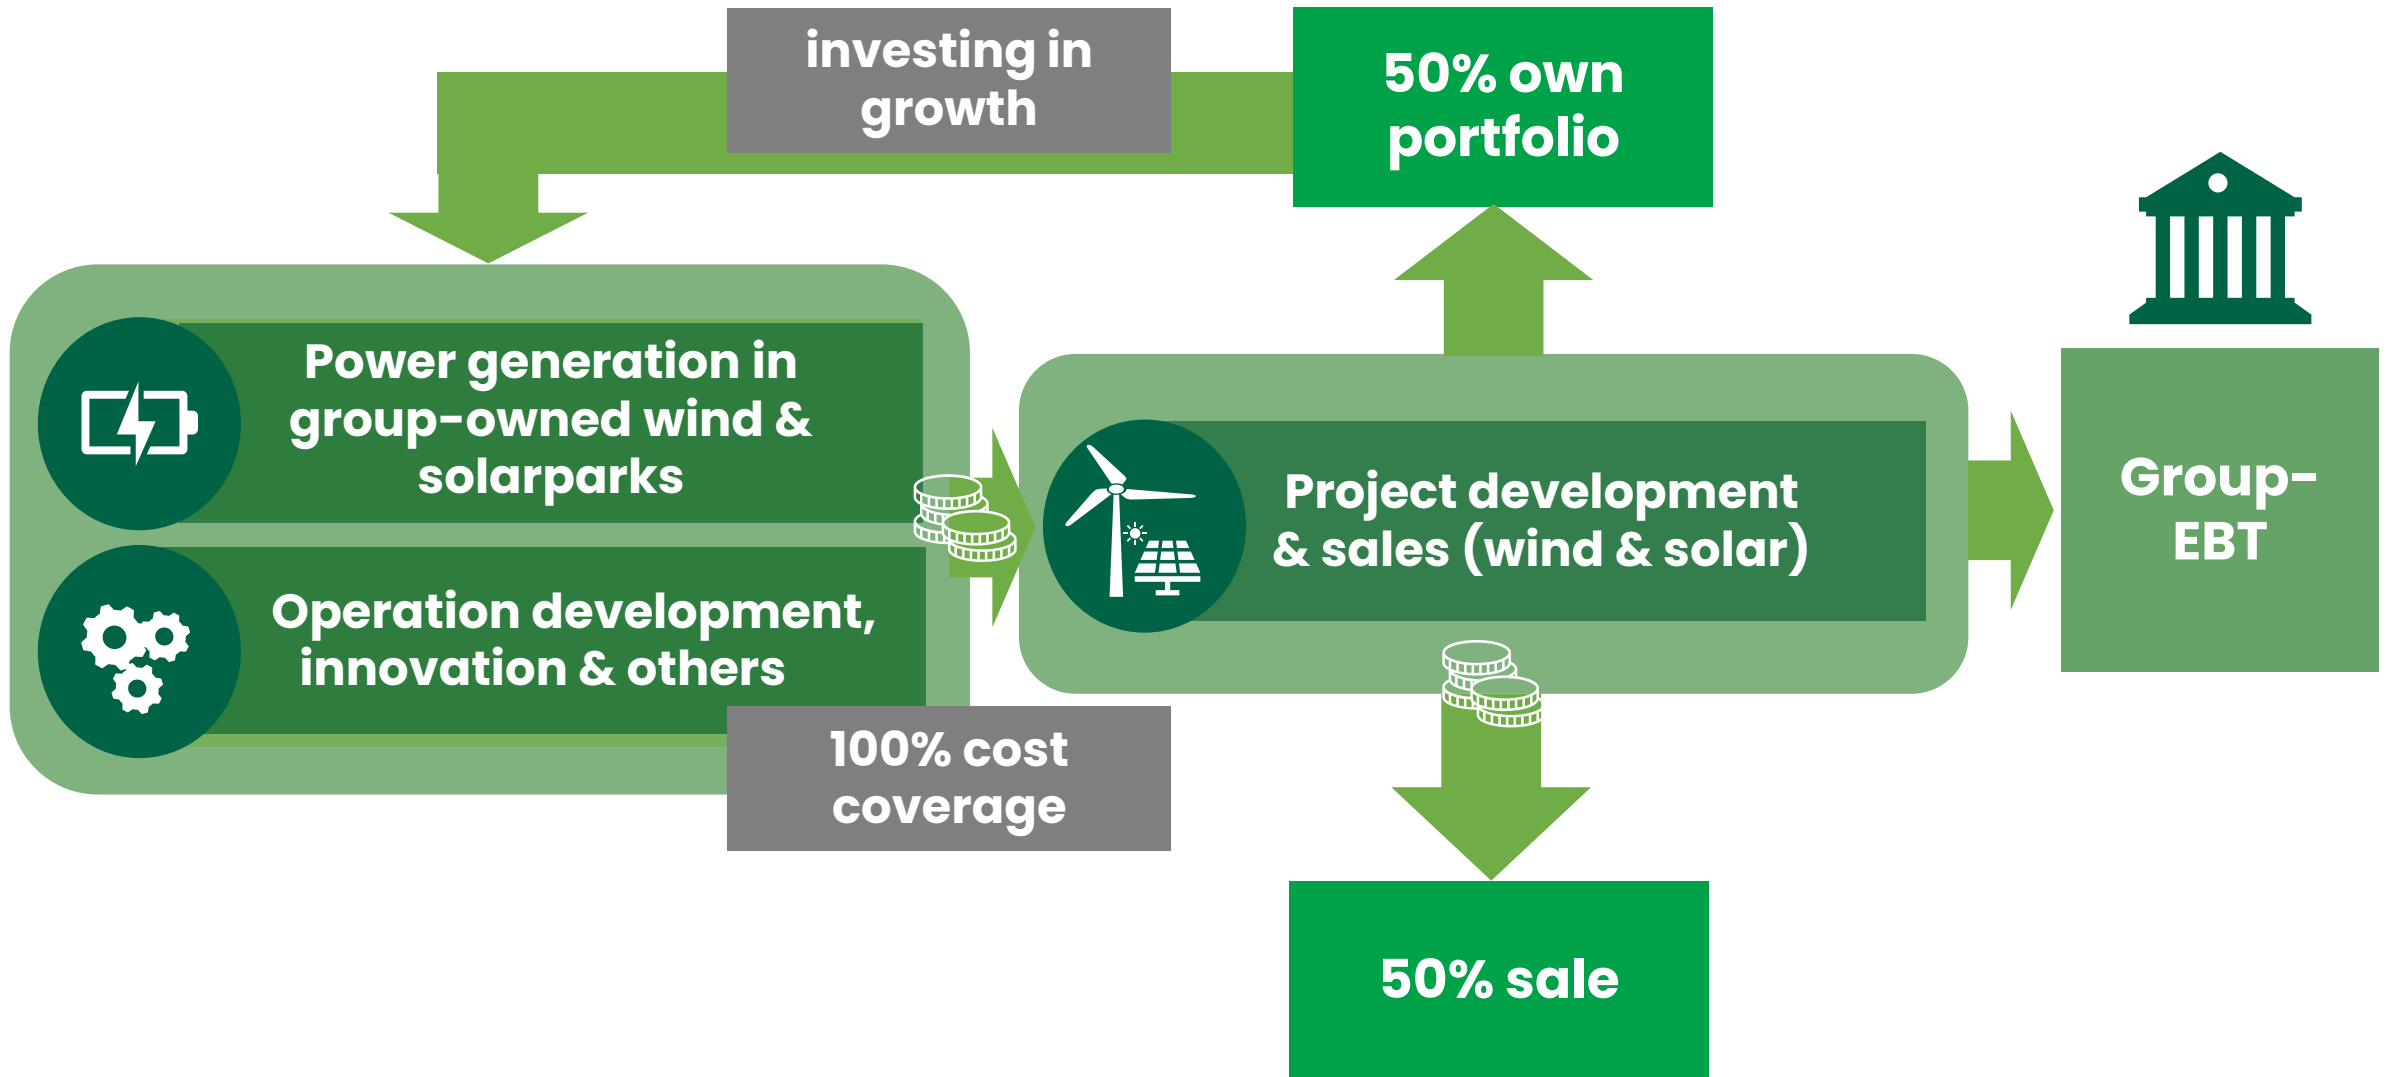 investing in
growth
50% own
portfolio
Power generation in
group-owned wind &
solarparks
Operation development,
innovation & others
100% cost
coverage
Project development
& sales (wind & solar)
Group-
EBT
50% sale